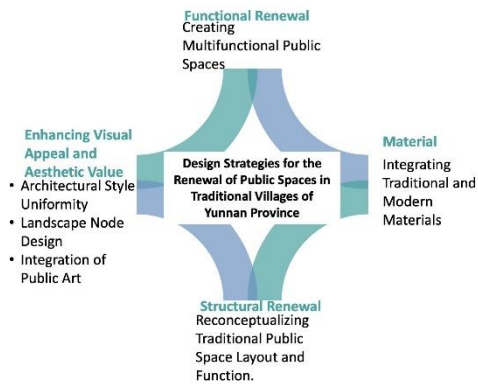 Functional Renewal
Creating
Multifunctional Public
Spaces
Enhancing Visual
Appeal and
Aesthetic Value
• Architectural Style
Uniformity
• Landscape Node
Design
• Integration of
Public Art
Design Strategies for the
Renewal of Public Spaces in
Traditional Villages of
Yunnan Province
Material
Integrating
Traditional and
Modern
Materials
Structural Renewal
Reconceptualizing
Traditional Public
Space Layout and
Function.